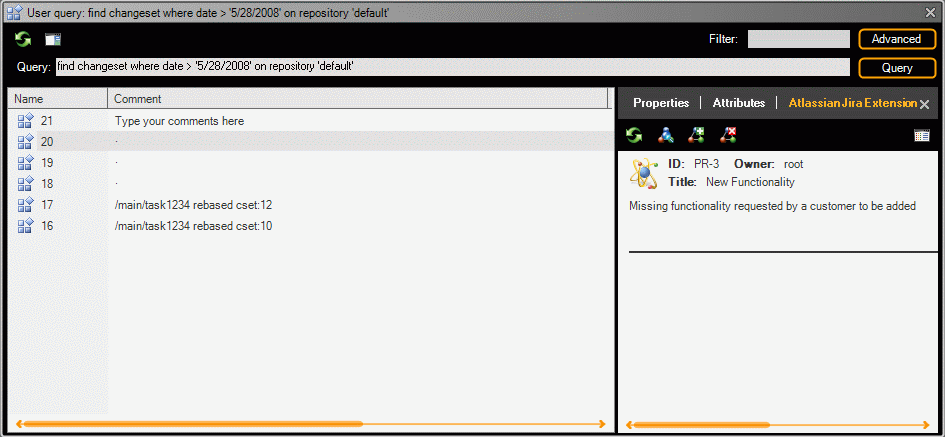 User query: find changeset where date > '5/28/2008' on repository 'default'
Filter: Advanced
Query: find changeset where date > '5/28/2008' on repository 'default' Query
Name Comment
21 Type your comments here
20 .
19 .
18 .
17 /main/task1234 rebased cset:12
16 /main/task1234 rebased cset:10
Properties | Attributes | Atlassian Jira Extension
ID: PR-3 Owner: root
Title: New Functionality
Missing functionality requested by a customer to be added